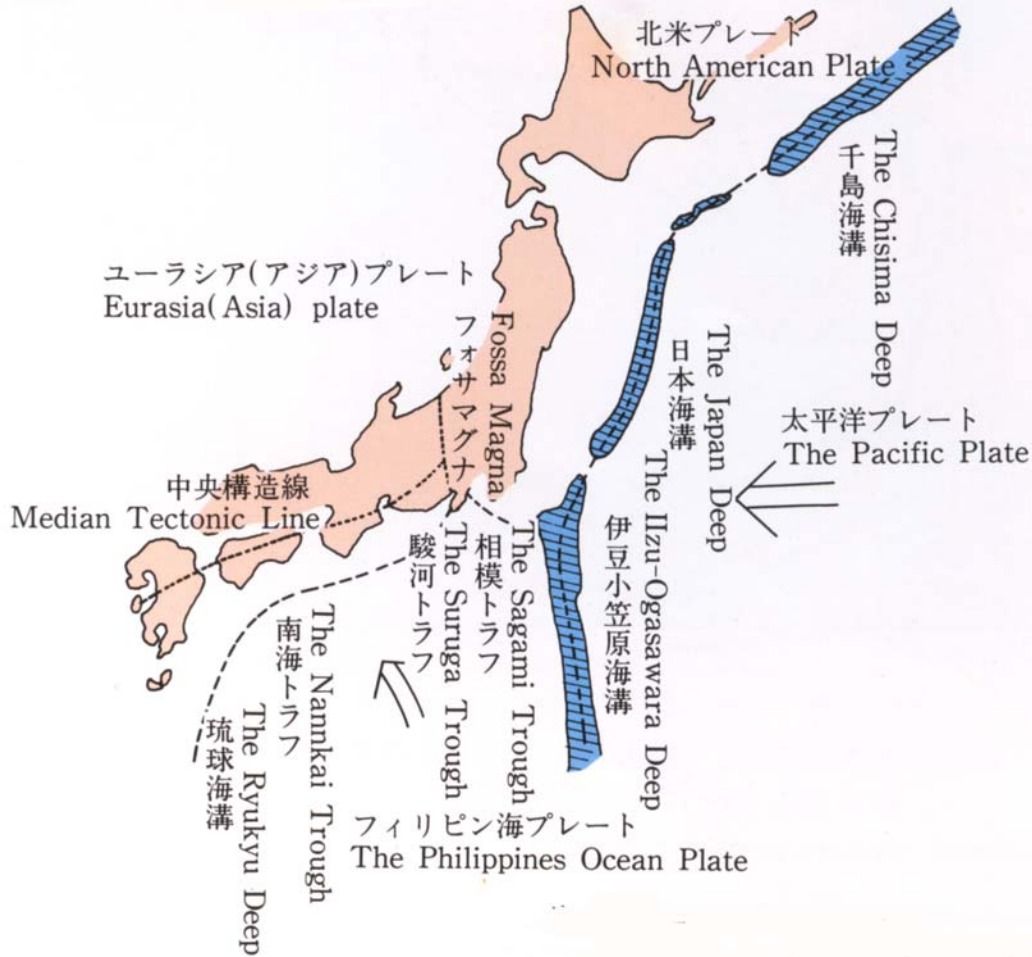 北米プレート
North American Plate
The Chisima Deep
千島海溝
ユーラシア(アジア)プレート
Eurasia(Asia) plate
Fossa Magna
フォサマグナ
The Japan Deep
日本海溝
太平洋プレート
The Pacific Plate
中央構造線
Median Tectonic Line
The IIzu-Ogasawara Deep
伊豆小笠原海溝
The Sagami Trough
相模トラフ
The Suruga Trough
駿河トラフ
The Nannkai Trough
南海トラフ
The Ryukyu Deep
琉球海溝
フィリピン海プレート
The Philippines Ocean Plate